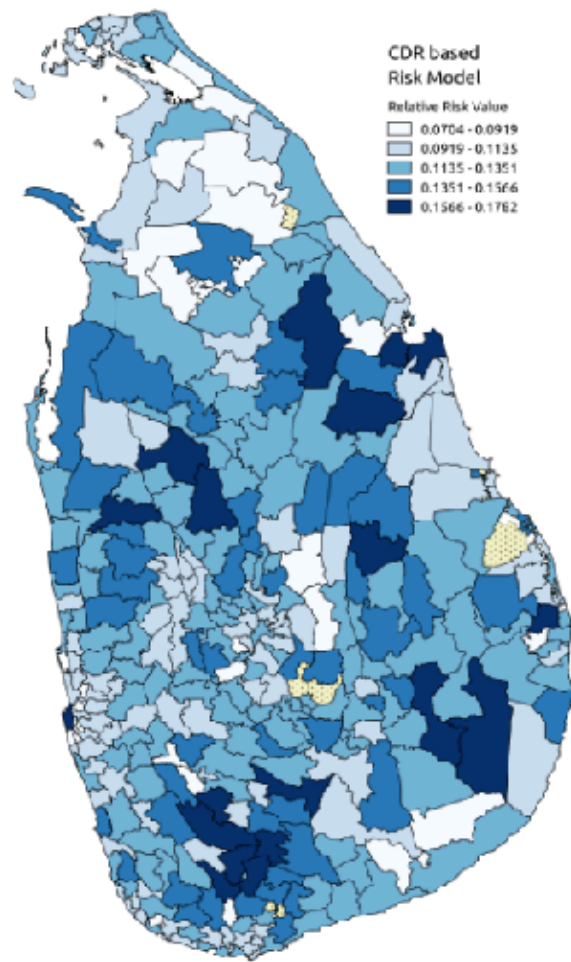 CDR based
Risk Model
Relative Risk Value
0.0704 - 0.0919
0.0919 - 0.1135
0.1135 - 0.1351
0.1351 - 0.1566
0.1566 - 0.1782